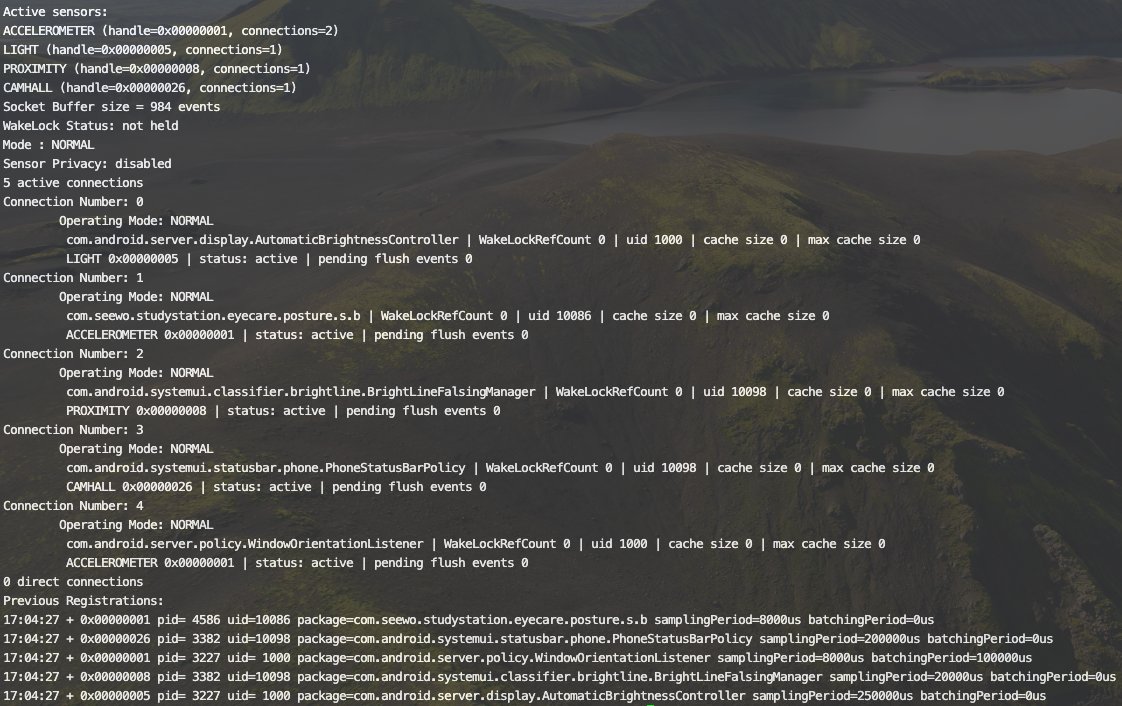 Active sensors:
ACCELEROMETER (handle=0x00000001, connections=2)
LIGHT (handle=0x00000005, connections=1)
PROXIMITY (handle=0x00000008, connections=1)
CAMHALL (handle=0x00000026, connections=1)
Socket Buffer size = 984 events
WakeLock Status: not held
Mode : NORMAL
Sensor Privacy: disabled
5 active connections
Connection Number: 0
Operating Mode: NORMAL
com.android.server.display.AutomaticBrightnessController | WakeLockRefCount 0 | uid 1000 | cache size 0 | max cache size 0
LIGHT 0x00000005 | status: active | pending flush events 0
Connection Number: 1
Operating Mode: NORMAL
com.seewo.studystation.eyecare.posture.s.b | WakeLockRefCount 0 | uid 10086 | cache size 0 | max cache size 0
ACCELEROMETER 0x00000001 | status: active | pending flush events 0
Connection Number: 2
Operating Mode: NORMAL
com.android.systemui.classifier.brightline.BrightLineFalsingManager | WakeLockRefCount 0 | uid 10098 | cache size 0 | max cache size 0
PROXIMITY 0x00000008 | status: active | pending flush events 0
Connection Number: 3
Operating Mode: NORMAL
com.android.systemui.statusbar.phone.PhoneStatusBarPolicy | WakeLockRefCount 0 | uid 10098 | cache size 0 | max cache size 0
CAMHALL 0x00000026 | status: active | pending flush events 0
Connection Number: 4
Operating Mode: NORMAL
com.android.server.policy.WindowOrientationListener | WakeLockRefCount 0 | uid 1000 | cache size 0 | max cache size 0
ACCELEROMETER 0x00000001 | status: active | pending flush events 0
0 direct connections
Previous Registrations:
17:04:27 + 0x00000001 pid= 4586 uid=10086 package=com.seewo.studystation.eyecare.posture.s.b samplingPeriod=8000us batchingPeriod=0us
17:04:27 + 0x00000026 pid= 3382 uid=10098 package=com.android.systemui.statusbar.phone.PhoneStatusBarPolicy samplingPeriod=200000us batchingPeriod=0us
17:04:27 + 0x00000001 pid= 3227 uid= 1000 package=com.android.server.policy.WindowOrientationListener samplingPeriod=8000us batchingPeriod=100000us
17:04:27 + 0x00000008 pid= 3382 uid=10098 package=com.android.systemui.classifier.brightline.BrightLineFalsingManager samplingPeriod=20000us batchingPeriod=0us
17:04:27 + 0x00000005 pid= 3227 uid= 1000 package=com.android.server.display.AutomaticBrightnessController samplingPeriod=250000us batchingPeriod=0us